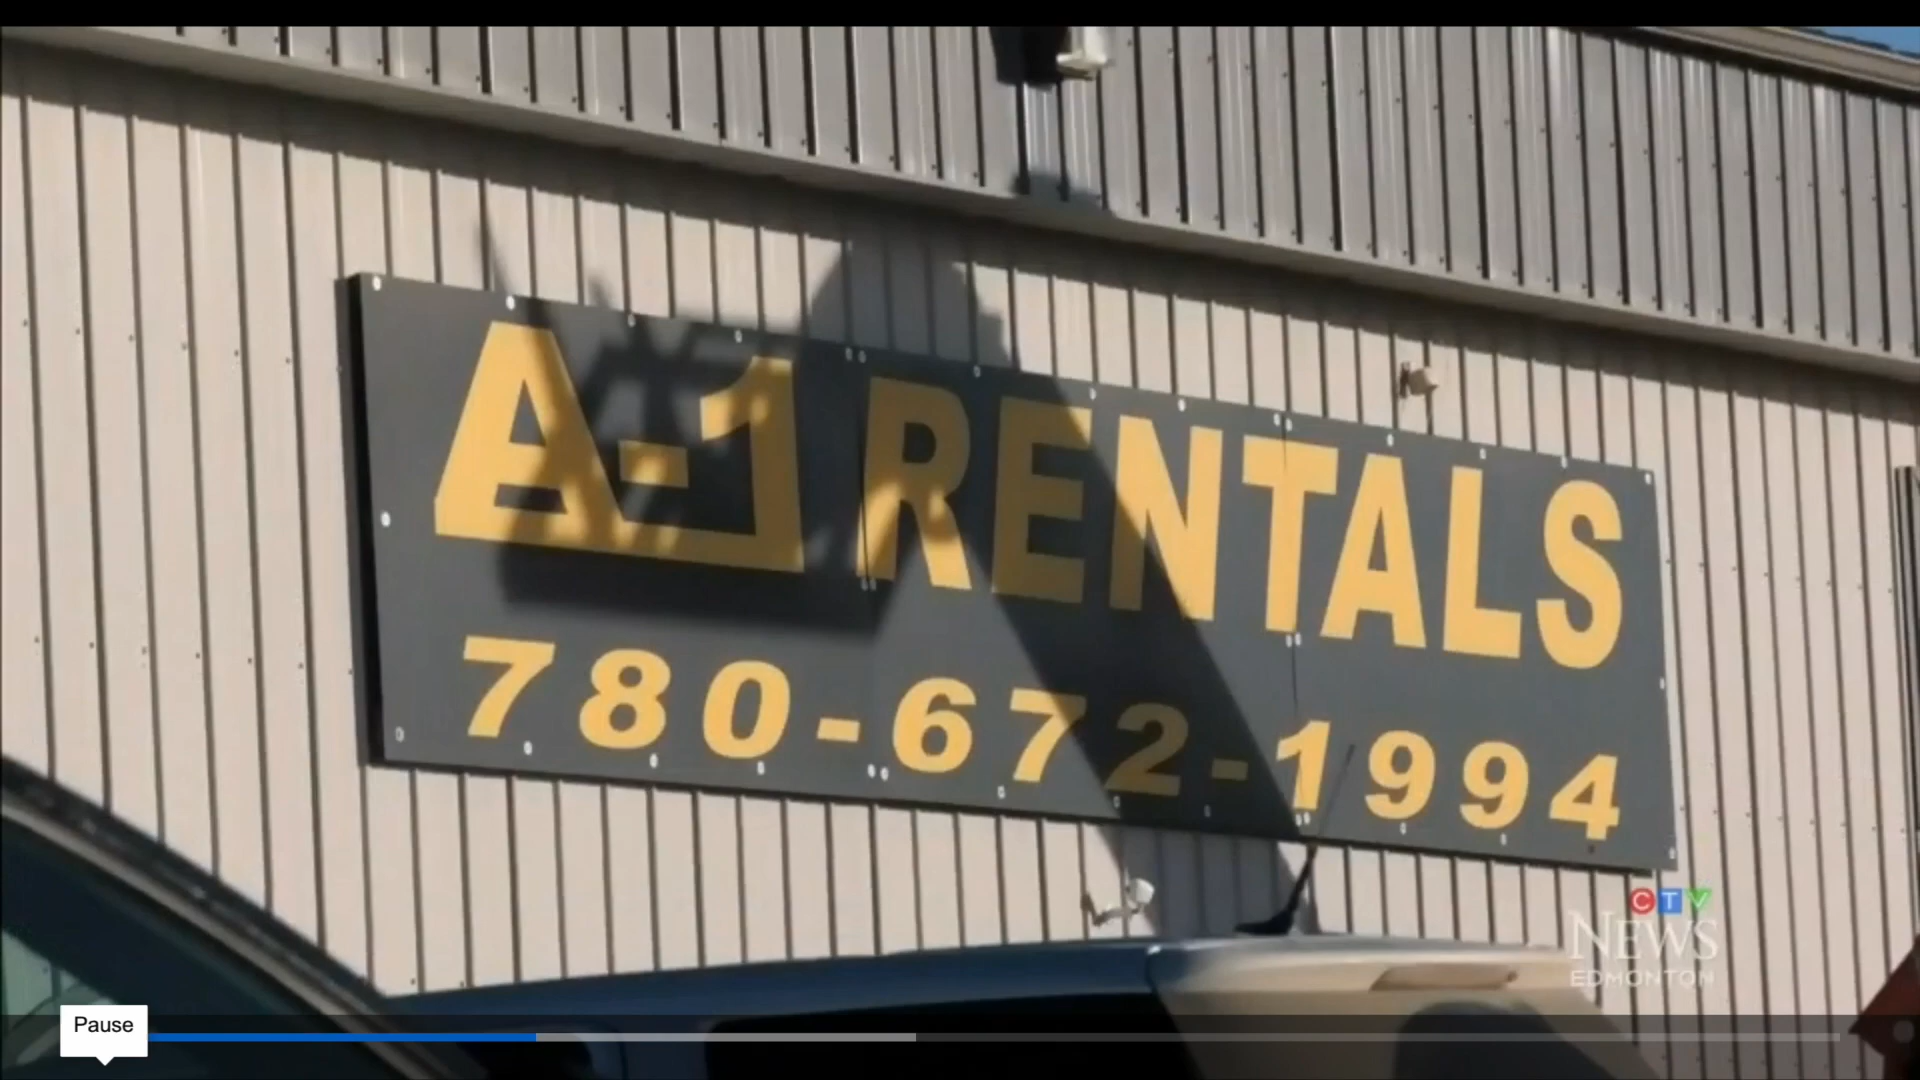 A-1 RENTALS
780-672-1994
CTV
NEWS
EDMONTON
Pause